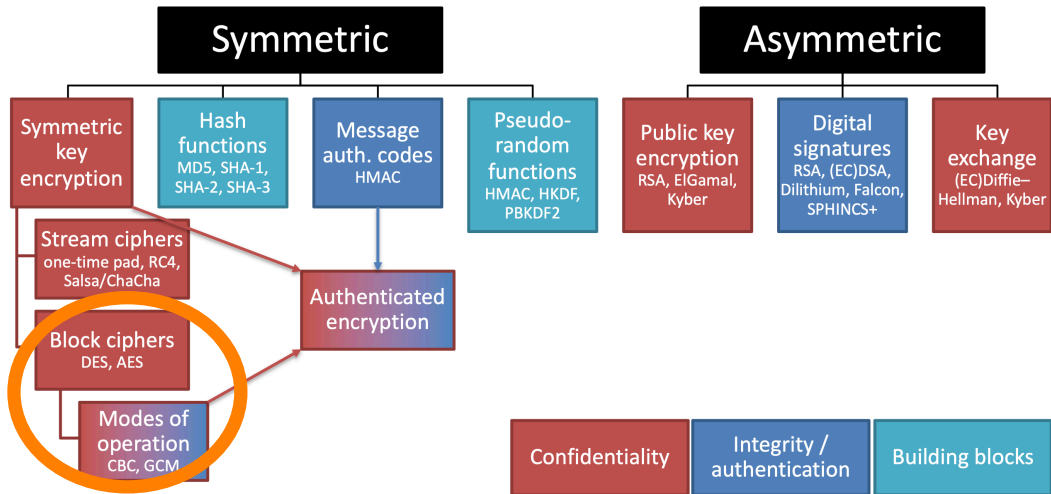 Symmetric
Asymmetric
Symmetric
key
encryption
Hash
functions
MD5, SHA-1,
SHA-2, SHA-3
Message
auth. codes
HMAC
Pseudo-
random
functions
HMAC, HKDF,
PBKDF2
Public key
encryption
RSA, ElGamal,
Kyber
Digital
signatures
RSA, (EC)DSA,
Dilithium, Falcon,
SPHINCS+
Key
exchange
(EC)Diffie–
Hellman, Kyber
Stream ciphers
one-time pad, RC4,
Salsa/ChaCha
Authenticated
encryption
Block ciphers
DES, AES
Modes of
operation
CBC, GCM
Confidentiality
Integrity /
authentication
Building blocks